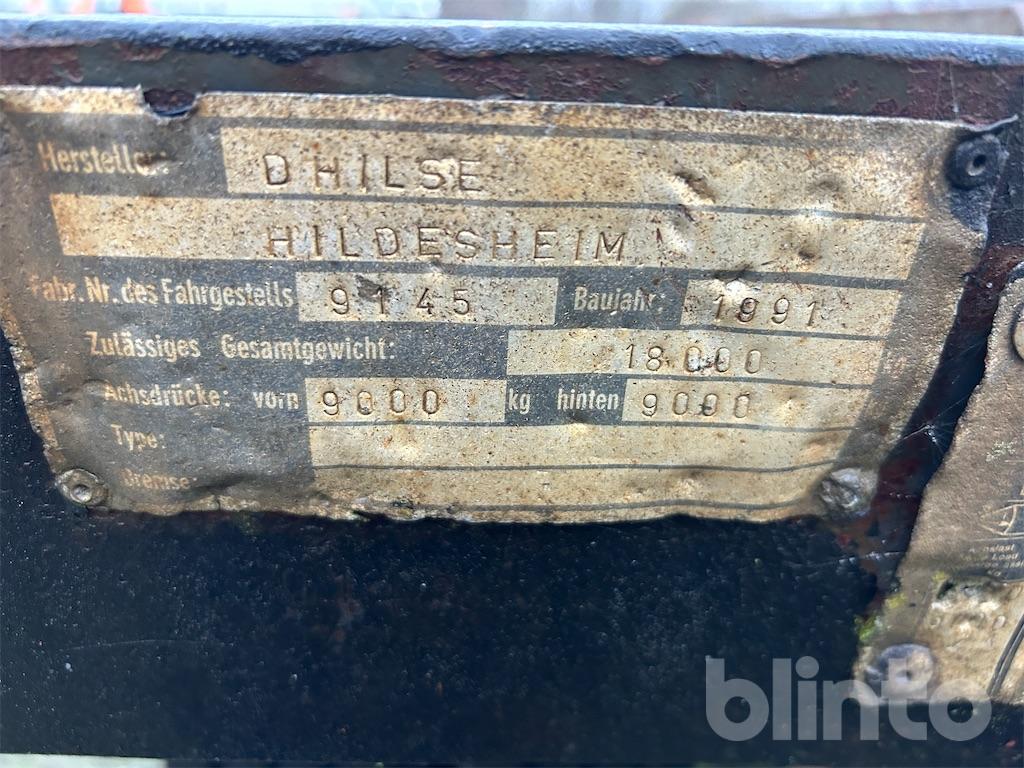 Hersteller: D HILSE
HILDESHEIM
Fabr. Nr. des Fahrgestells 9145 Baujahr: 1991
Zulässiges Gesamtgewicht: 18000
Achsdrücke: vorn 9000 kg hinten 9000
Type:
Bremse:
blinto